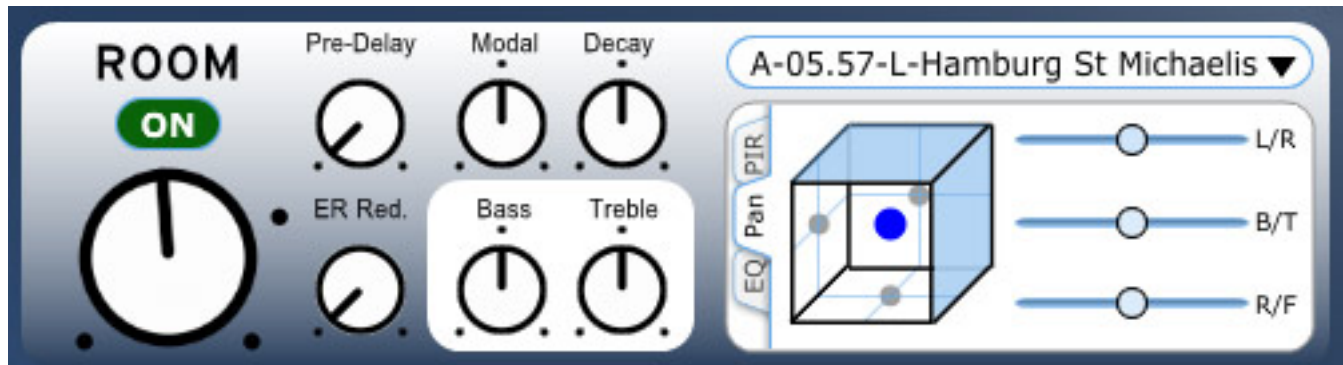 ROOM
ON
Pre-Delay
Modal
Decay
ER Red.
Bass
Treble
A-05.57-L-Hamburg St Michaelis
PIR
Pan
EQ
L/R
B/T
R/F